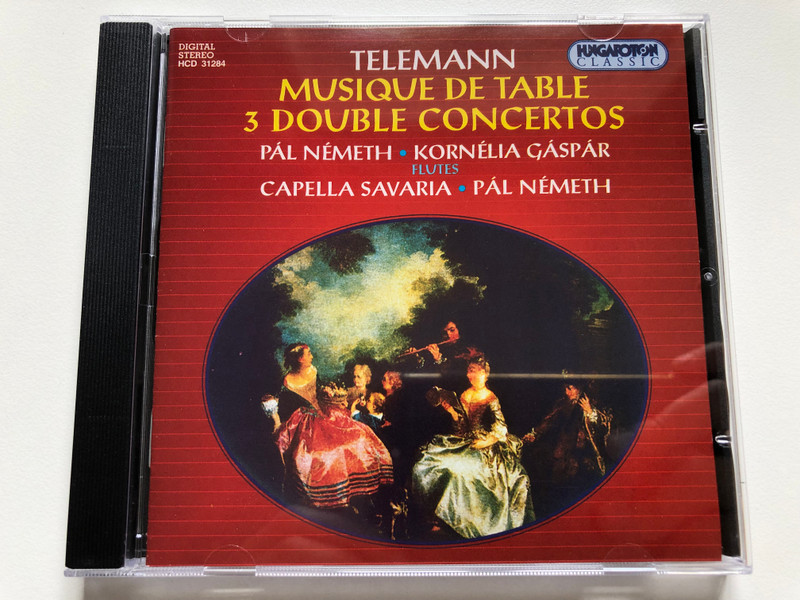 DIGITAL
STEREO
HCD 31284
HUNGAROTON
CLASSIC
TELEMANN
MUSIQUE DE TABLE
3 DOUBLE CONCERTOS
PÁL NÉMETH • KORNÉLIA GÁSPÁR
FLUTES
CAPELLA SAVARIA • PÁL NÉMETH